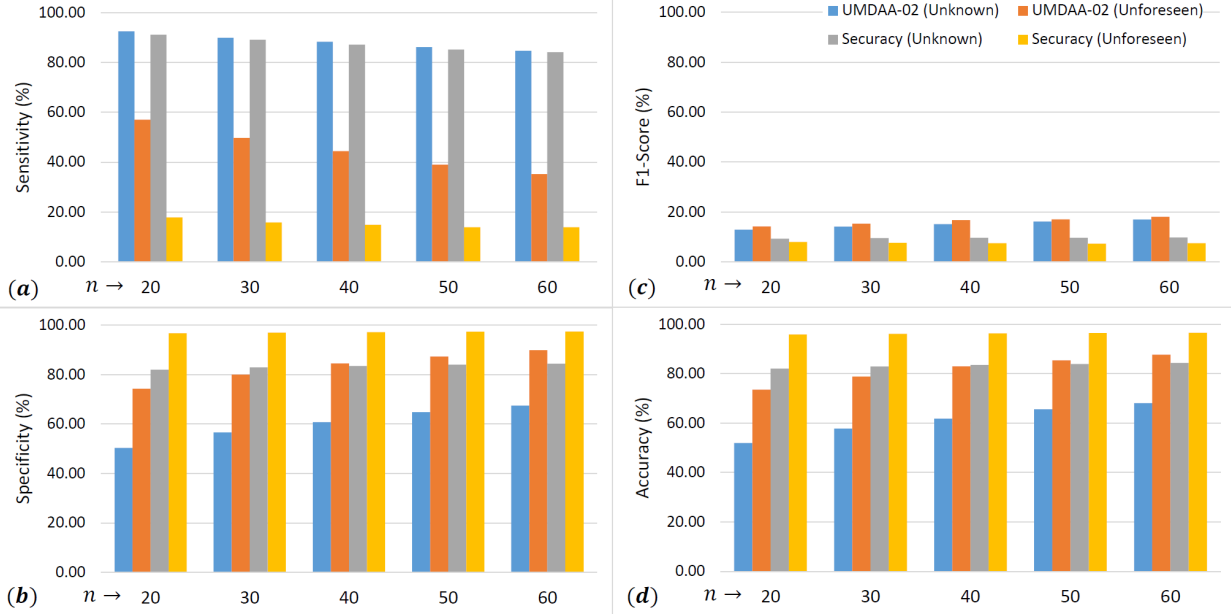 100.00
80.00
60.00
40.00
20.00
0.00
Sensitivity (%)
(a)
n → 20 30 40 50 60
100.00
80.00
60.00
40.00
20.00
0.00
F1-Score (%)
UMDAA-02 (Unknown) UMDAA-02 (Unforeseen)
Securacy (Unknown) Securacy (Unforeseen)
(c)
n → 20 30 40 50 60
100.00
80.00
60.00
40.00
20.00
0.00
Specificity (%)
(b)
n → 20 30 40 50 60
100.00
80.00
60.00
40.00
20.00
0.00
Accuracy (%)
(d)
n → 20 30 40 50 60